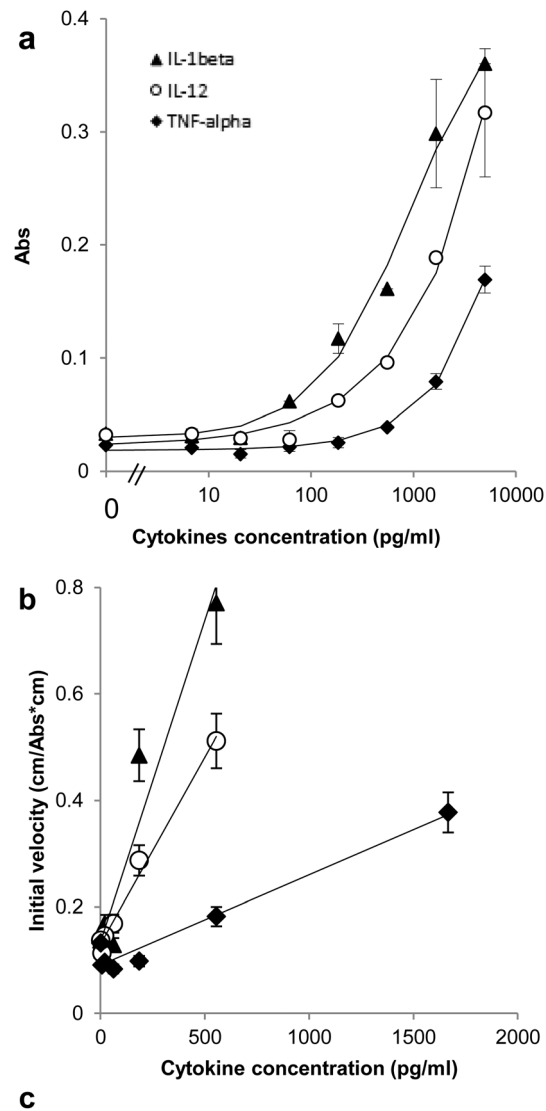 a
0.4
0.3
0.2
0.1
0
Abs
IL-1beta
IL-12
TNF-alpha
0
10
100
1000
10000
Cytokines concentration (pg/ml)
b
0.8
0.6
0.4
0.2
0
Initial velocity (cm/Abs*cm)
0
500
1000
1500
2000
Cytokine concentration (pg/ml)
c